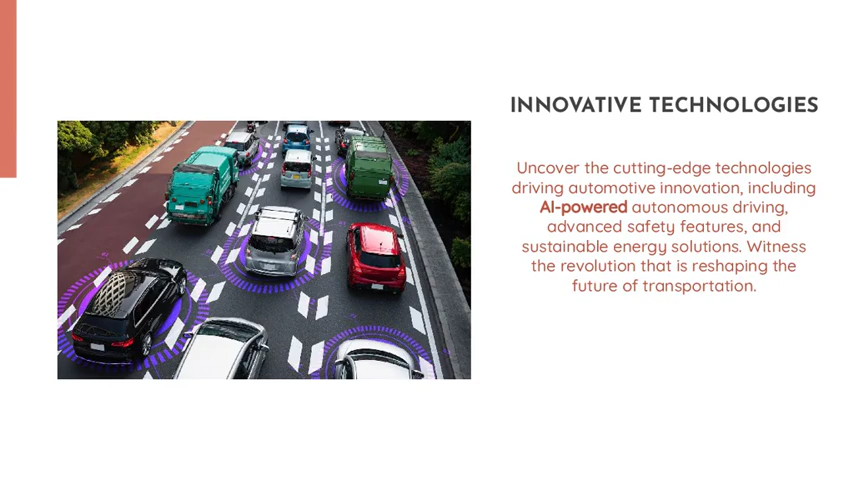 INNOVATIVE TECHNOLOGIES
Uncover the cutting-edge technologies
driving automotive innovation, including
AI-powered autonomous driving,
advanced safety features, and
sustainable energy solutions. Witness
the revolution that is reshaping the
future of transportation.